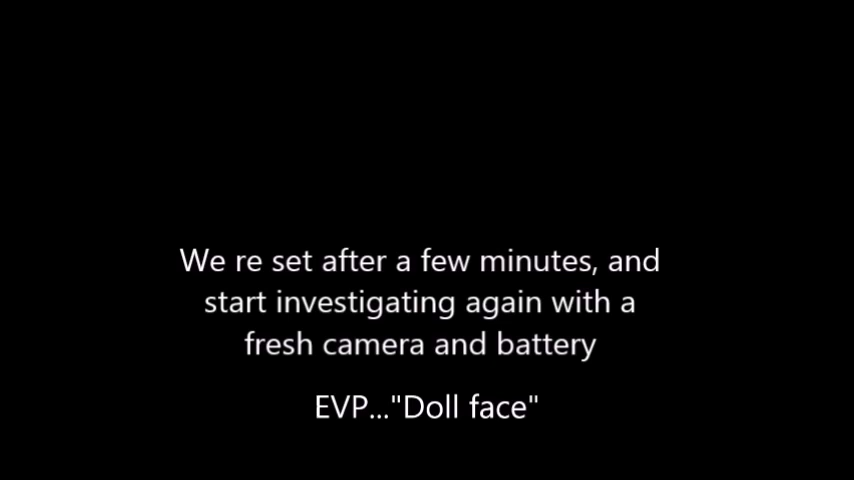 We re set after a few minutes, and
start investigating again with a
fresh camera and battery
EVP..."Doll face"